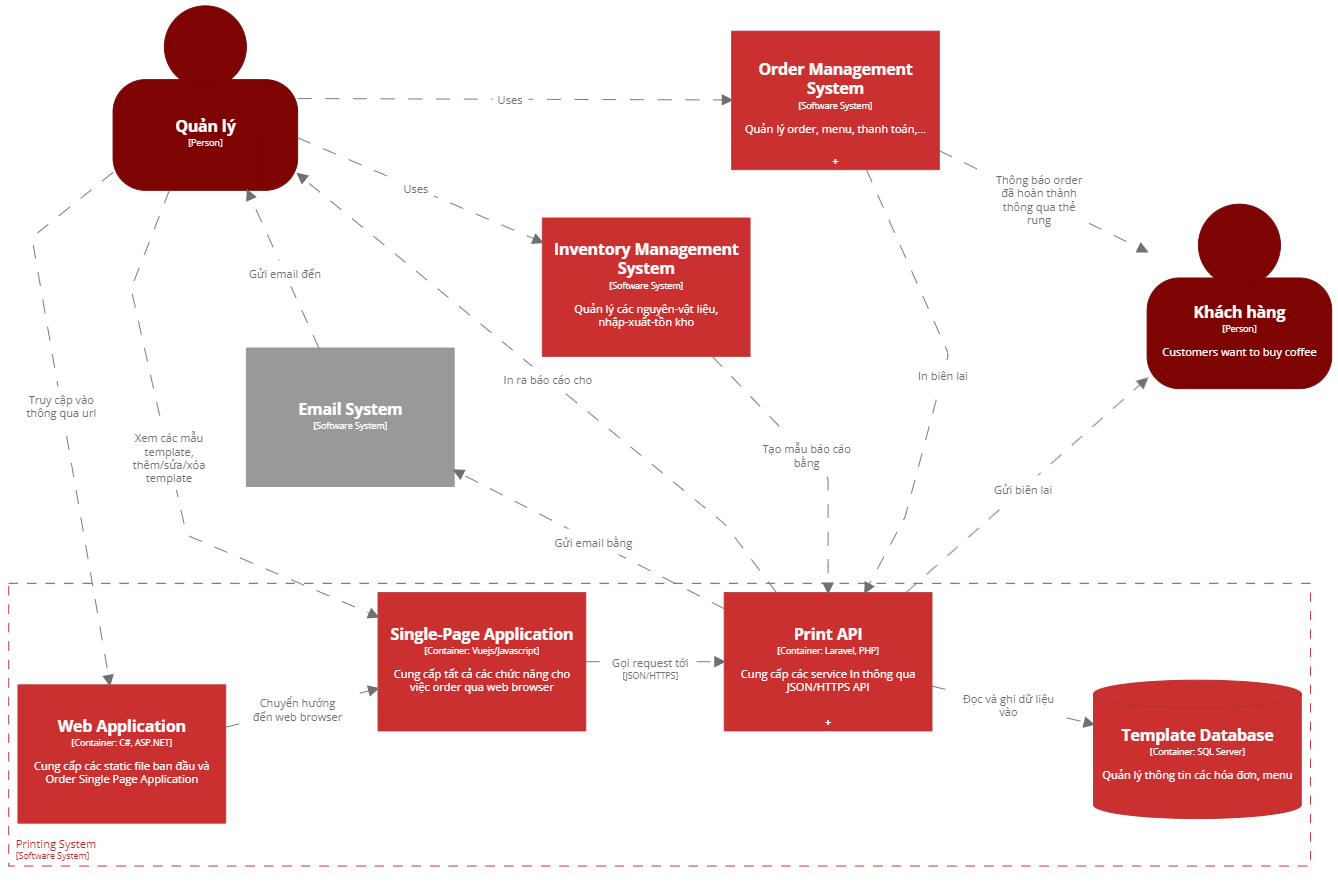 Quản lý
[Person]
Uses
Order Management
System
[Software System]
Quản lý order, menu, thanh toán,...
+
Thông báo order
đã hoàn thành
thông qua thẻ
rung
Uses
Inventory Management
System
[Software System]
Quản lý các nguyên-vật liệu,
nhập-xuất-tồn kho
Gửi email đến
Khách hàng
[Person]
Customers want to buy coffee
Email System
[Software System]
In ra báo cáo cho
In biên lai
Truy cập vào
thông qua url
Xem các mẫu
template,
thêm/sửa/xóa
template
Tạo mẫu báo cáo
bằng
Gửi biên lai
Gửi email bằng
Single-Page Application
[Container: Vuejs/Javascript]
Cung cấp tất cả các chức năng cho
việc order qua web browser
Gọi request tới
[JSON/HTTPS]
Print API
[Container: Laravel, PHP]
Cung cấp các service In thông qua
JSON/HTTPS API
+
Đọc và ghi dữ liệu
vào
Web Application
[Container: C#, ASP.NET]
Cung cấp các static file ban đầu và
Order Single Page Application
Chuyển hướng
đến web browser
Template Database
[Container: SQL Server]
Quản lý thông tin các hóa đơn, menu
Printing System
[Software System]